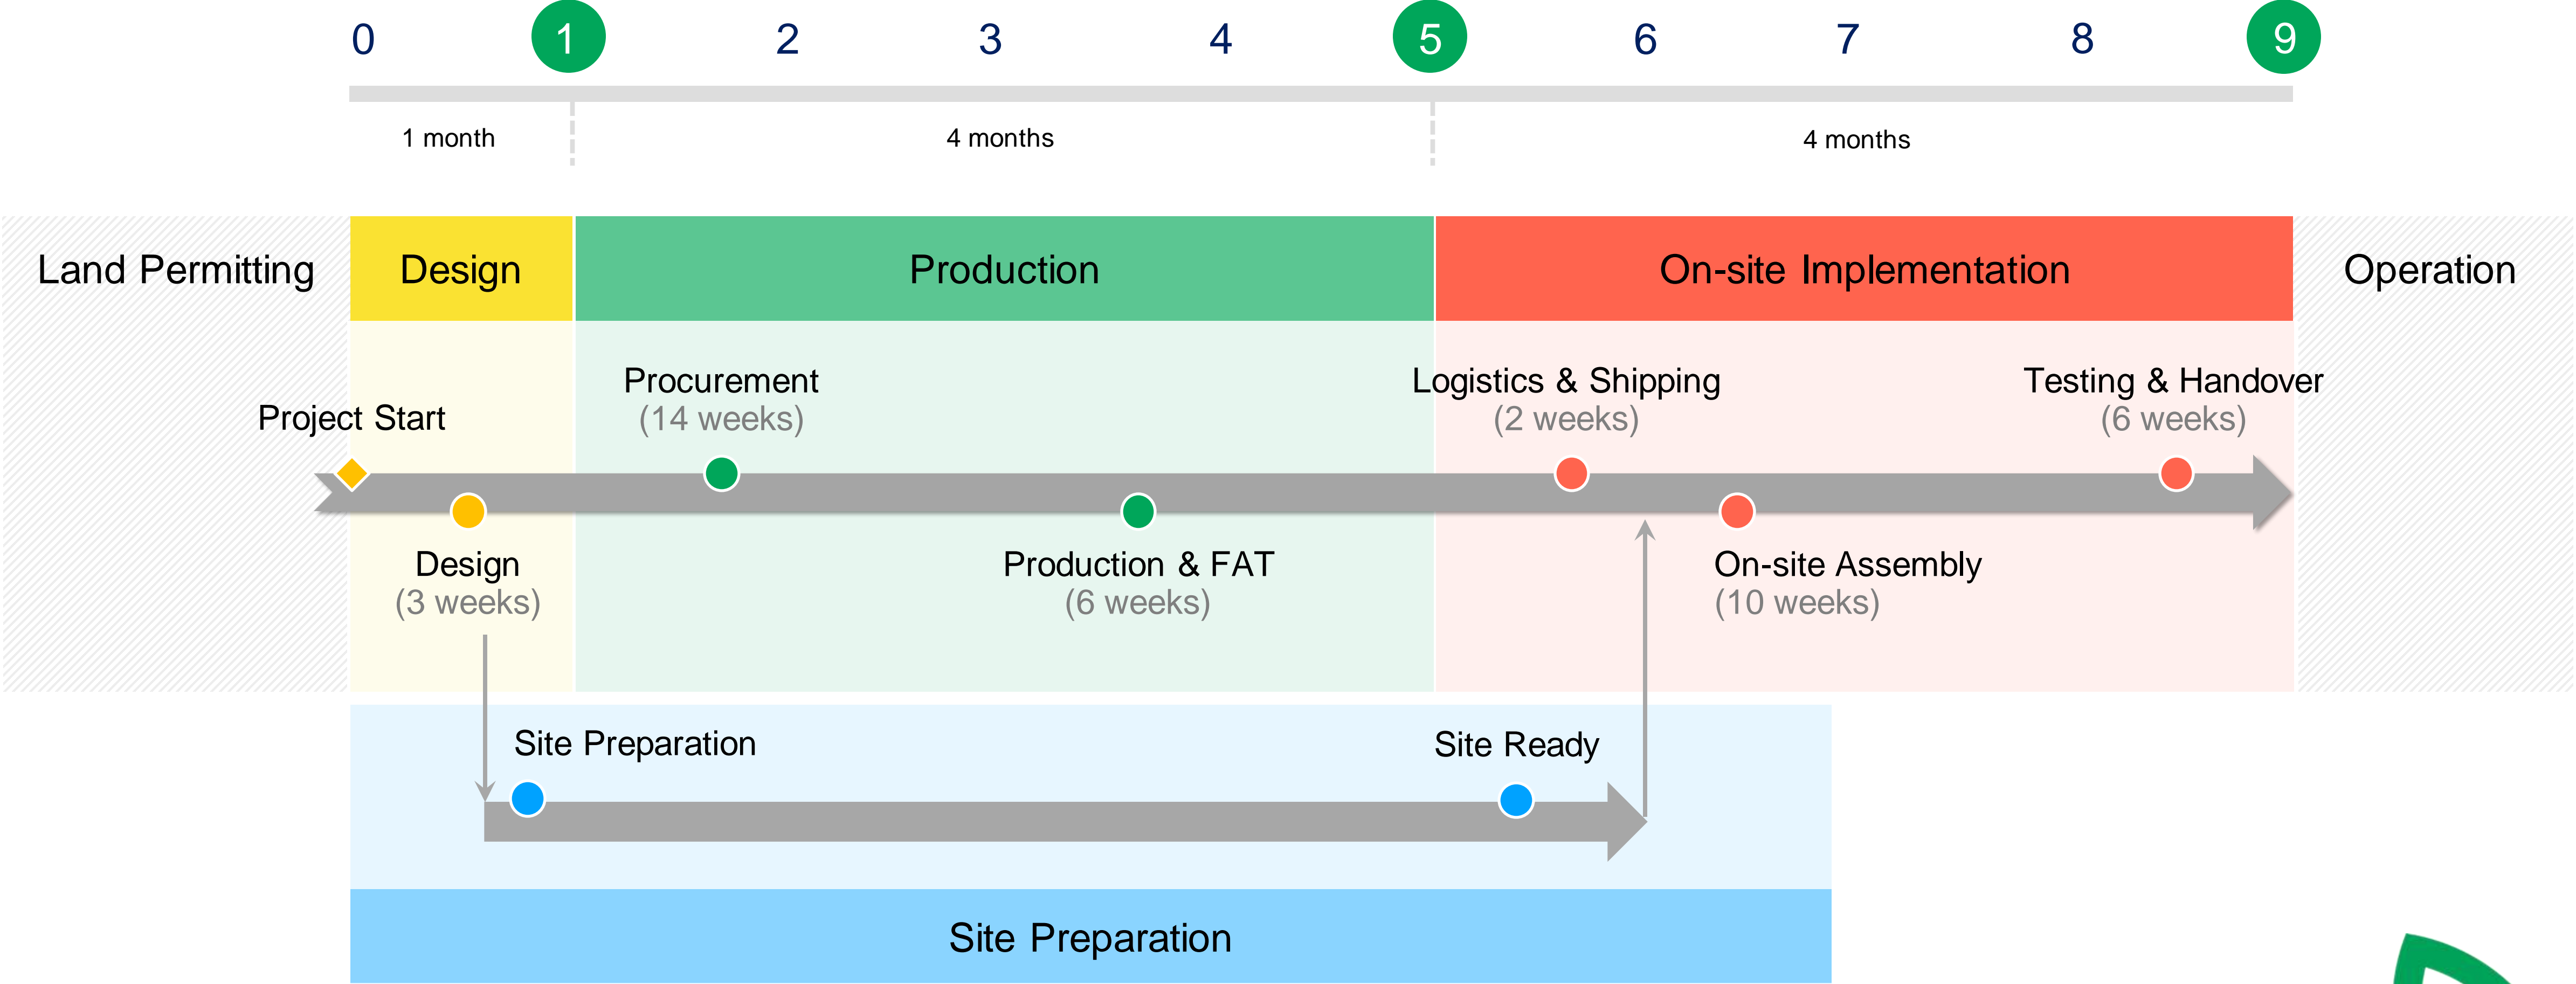 0 1 2 3 4 5 6 7 8 9
1 month 4 months 4 months
Land Permitting Design Production On-site Implementation Operation
Project Start
Procurement
(14 weeks)
Logistics & Shipping
(2 weeks)
Testing & Handover
(6 weeks)
Design
(3 weeks)
Production & FAT
(6 weeks)
On-site Assembly
(10 weeks)
Site Preparation
Site Ready
Site Preparation